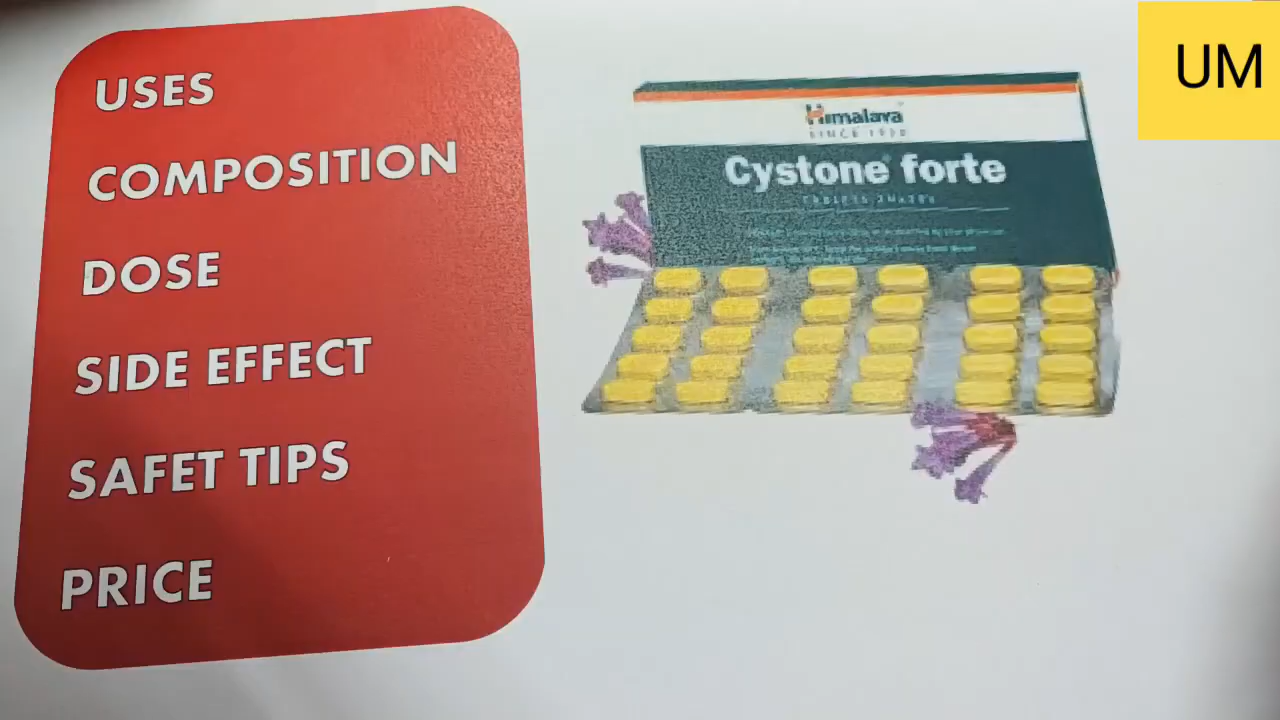 USES
COMPOSITION
DOSE
SIDE EFFECT
SAFET TIPS
PRICE
Himalaya
SINCE 1930
Cystone forte
UM